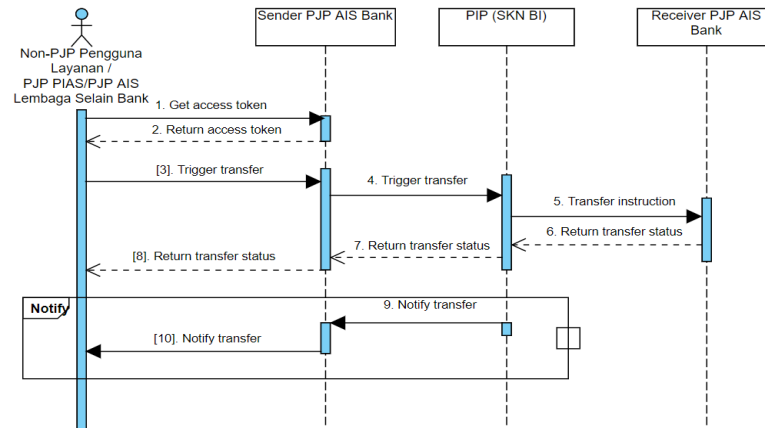 Sender PJP AIS Bank
PIP (SKN BI)
Receiver PJP AIS
Bank
Non-PJP Pengguna
Layanan /
PJP PIAS/PJP AIS
Lembaga Selain Bank
1. Get access token
2. Return access token
[3]. Trigger transfer
4. Trigger transfer
5. Transfer instruction
6. Return transfer status
7. Return transfer status
[8]. Return transfer status
Notify
9. Notify transfer
[10]. Notify transfer